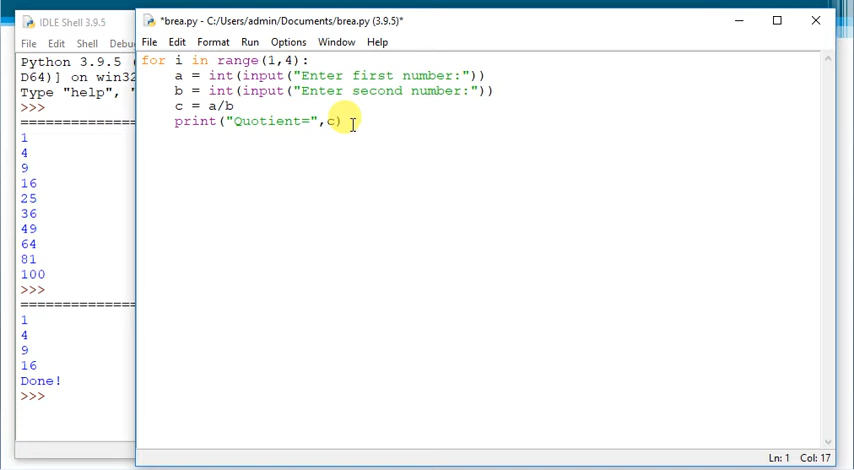 IDLE Shell 3.9.5
File Edit Shell Debu
Python 3.9.5 (
D64)] on win32
Type "help", "
>>>
1
4
9
16
25
36
49
64
81
100
>>>
1
4
9
16
Done!
>>>
*brea.py - C:/Users/admin/Documents/brea.py (3.9.5)*
File Edit Format Run Options Window Help
for i in range(1,4):
    a = int(input("Enter first number:"))
    b = int(input("Enter second number:"))
    c = a/b
    print("Quotient=",c)
Ln: 1 Col: 17